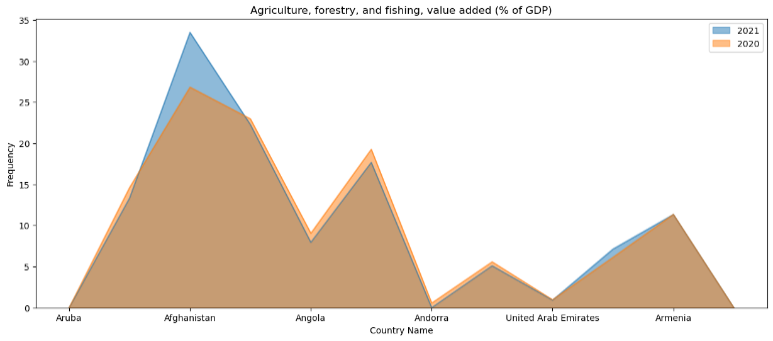 Agriculture, forestry, and fishing, value added (% of GDP)
2021
2020
35
30
25
20
15
10
5
0
Frequency
Aruba
Afghanistan
Angola
Andorra
United Arab Emirates
Armenia
Country Name